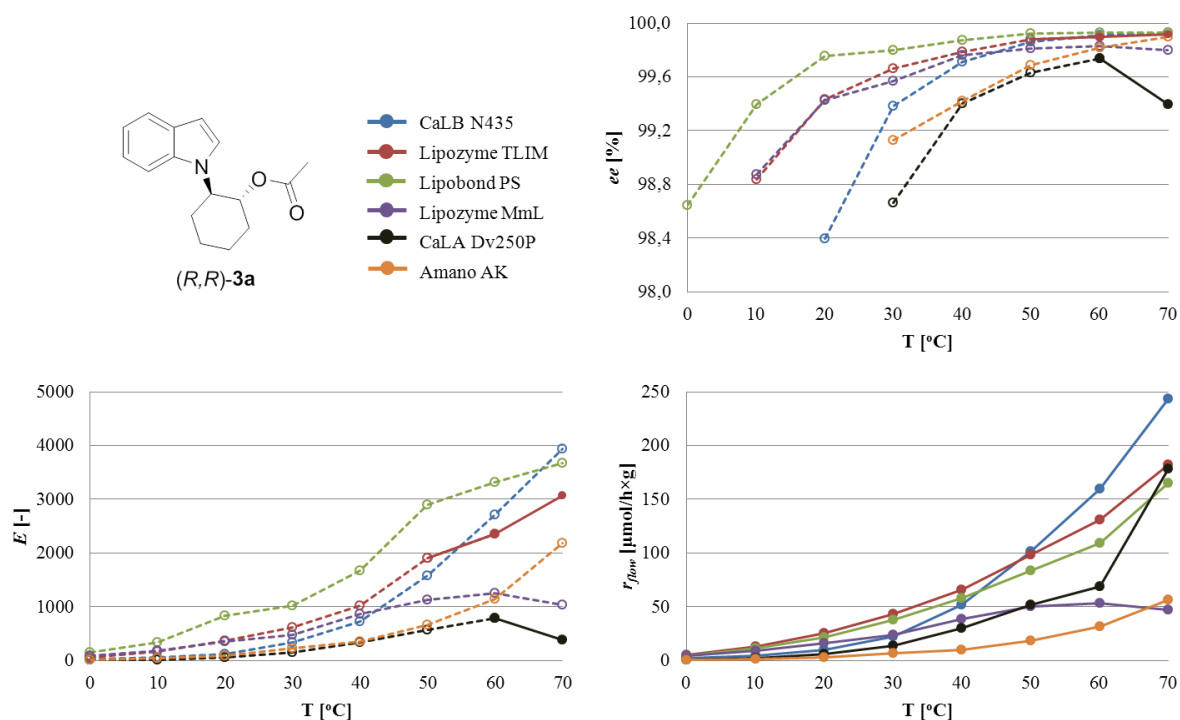 N
O
O
(R,R)-3a
CaLB N435
Lipozyme TLIM
Lipobond PS
Lipozyme MmL
CaLA Dv250P
Amano AK
100,0
99,6
99,2
98,8
98,4
98,0
ee [%]
0 10 20 30 40 50 60 70
T [°C]
5000
4000
3000
2000
1000
0
E [-]
0 10 20 30 40 50 60 70
T [°C]
250
200
150
100
50
0
r_flow [µmol/h×g]
0 10 20 30 40 50 60 70
T [°C]